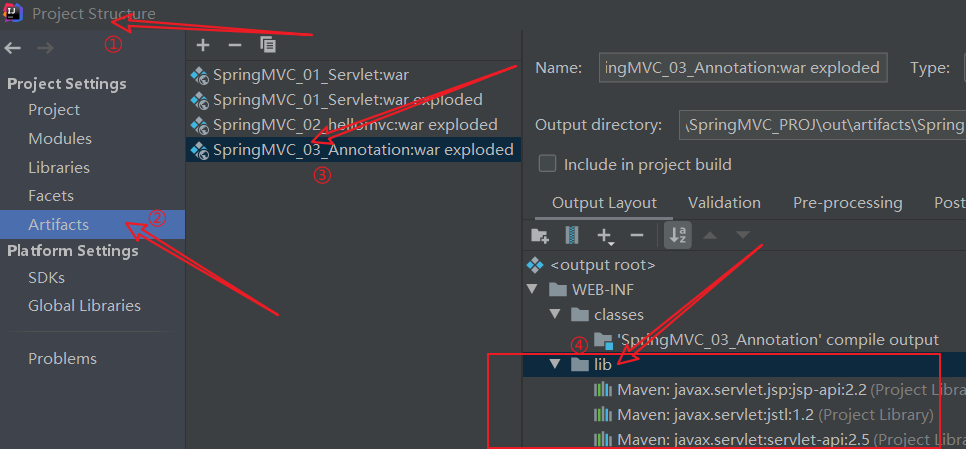 Project Structure
①
Project Settings
Project
Modules
Libraries
Facets
Artifacts
②
Platform Settings
SDKs
Global Libraries
Problems
SpringMVC_01_Servlet:war
SpringMVC_01_Servlet:war exploded
SpringMVC_02_hellomvc:war exploded
SpringMVC_03_Annotation:war exploded
③
Name: ingMVC_03_Annotation:war exploded Type:
Output directory: \SpringMVC_PROJ\out\artifacts\Spring
Include in project build
Output Layout Validation Pre-processing Post
<output root>
WEB-INF
classes
'SpringMVC_03_Annotation' compile output
④
lib
Maven: javax.servlet.jsp:jsp-api:2.2 (Project Libra
Maven: javax.servlet:jstl:1.2 (Project Library)
Maven: javax.servlet:servlet-api:2.5 (Project Libra